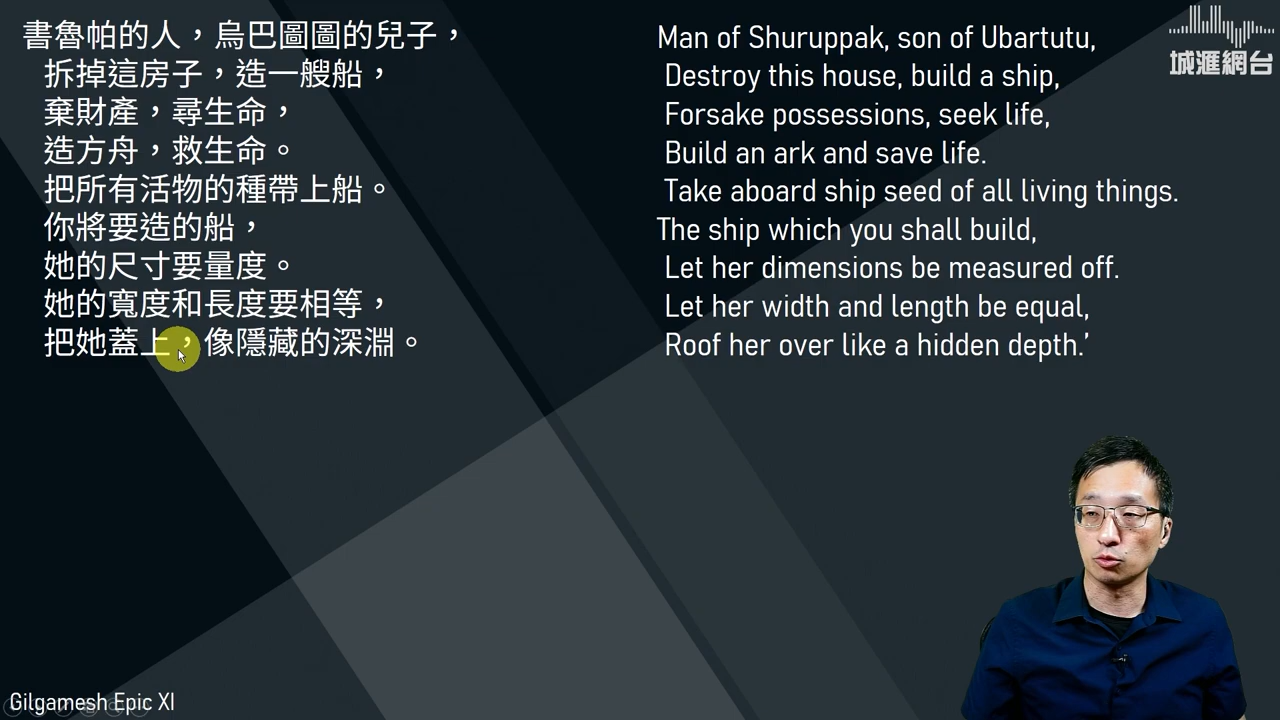 書魯帕的人，烏巴圖圖的兒子，
拆掉這房子，造一艘船，
棄財產，尋生命，
造方舟，救生命。
把所有活物的種帶上船。
你將要造的船，
她的尺寸要量度。
她的寬度和長度要相等，
把她蓋上，像隱藏的深淵。
Man of Shuruppak, son of Ubartutu,
Destroy this house, build a ship,
Forsake possessions, seek life,
Build an ark and save life.
Take aboard ship seed of all living things.
The ship which you shall build,
Let her dimensions be measured off.
Let her width and length be equal,
Roof her over like a hidden depth.’
城滙網台
Gilgamesh Epic XI